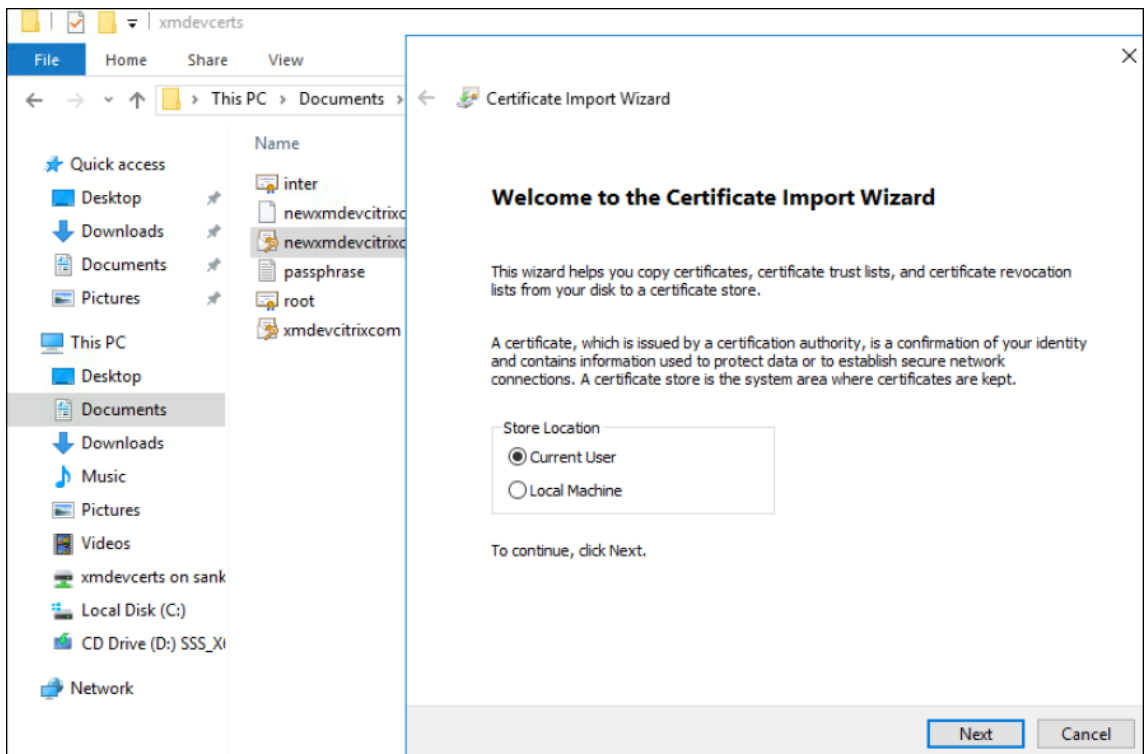 xmdevcerts
File Home Share View
This PC > Documents >
Certificate Import Wizard
Name
Quick access
Desktop
Downloads
Documents
Pictures
This PC
Desktop
Documents
Downloads
Music
Pictures
Videos
xmdevcerts on sank
Local Disk (C:)
CD Drive (D:) SSS_X
Network
inter
newxmdevcitrixc
newxmdevcitrixc
passphrase
root
xmdevcitrixcom
Welcome to the Certificate Import Wizard
This wizard helps you copy certificates, certificate trust lists, and certificate revocation
lists from your disk to a certificate store.
A certificate, which is issued by a certification authority, is a confirmation of your identity
and contains information used to protect data or to establish secure network
connections. A certificate store is the system area where certificates are kept.
Store Location
Current User
Local Machine
To continue, click Next.
Next Cancel